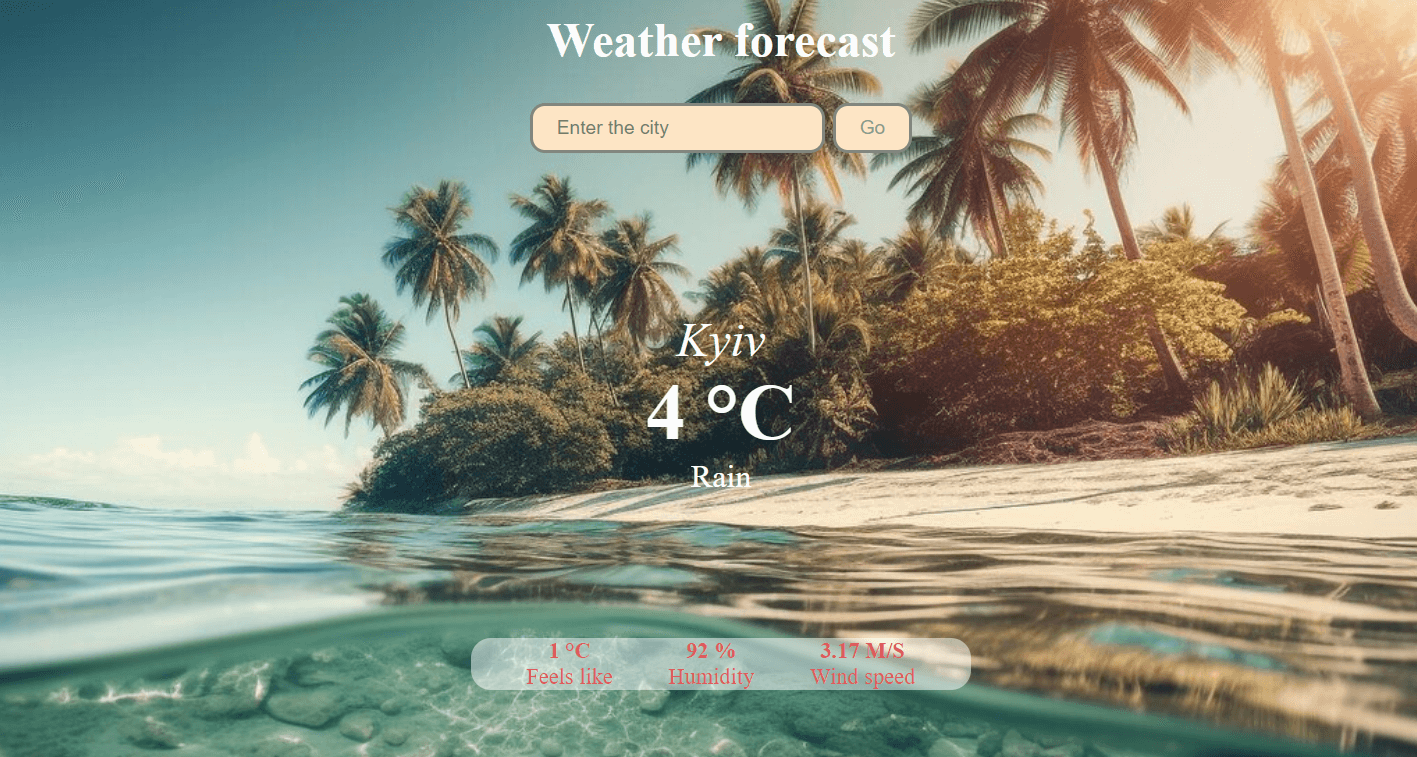 Weather forecast
Enter the city
Go
Kyiv
4 °C
Rain
1 °C 92 % 3.17 M/S
Feels like Humidity Wind speed